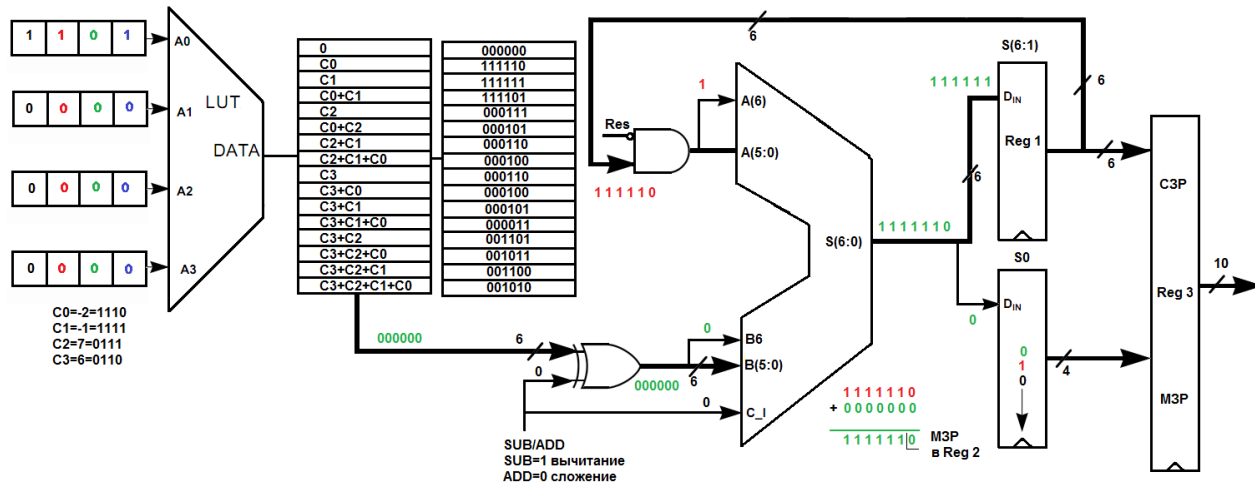 1 1 0 1
0 0 0 0
0 0 0 0
0 0 0 0
A0
A1
A2
A3
LUT
DATA
C0=-2=1110
C1=-1=1111
C2=7=0111
C3=6=0110
0
C0
C1
C0+C1
C2
C0+C2
C2+C1
C2+C1+C0
C3
C3+C0
C3+C1
C3+C1+C0
C3+C2
C3+C2+C0
C3+C2+C1
C3+C2+C1+C0
000000
111110
111111
111101
000111
000101
000110
000100
000110
000100
000101
000011
001101
001011
001100
001010
000000
6
0
000000
6
0
0
SUB/ADD
SUB=1 вычитание
ADD=0 сложение
6
Res
111110
1
A(6)
A(5:0)
B6
B(5:0)
C_I
S(6:0)
1111110
1111110
+ 0000000
1111110
МЗР
в Reg 2
S(6:1)
111111
DIN
Reg 1
6
6
6
S0
DIN
0
0
1
0
4
СЗР
Reg 3
МЗР
10